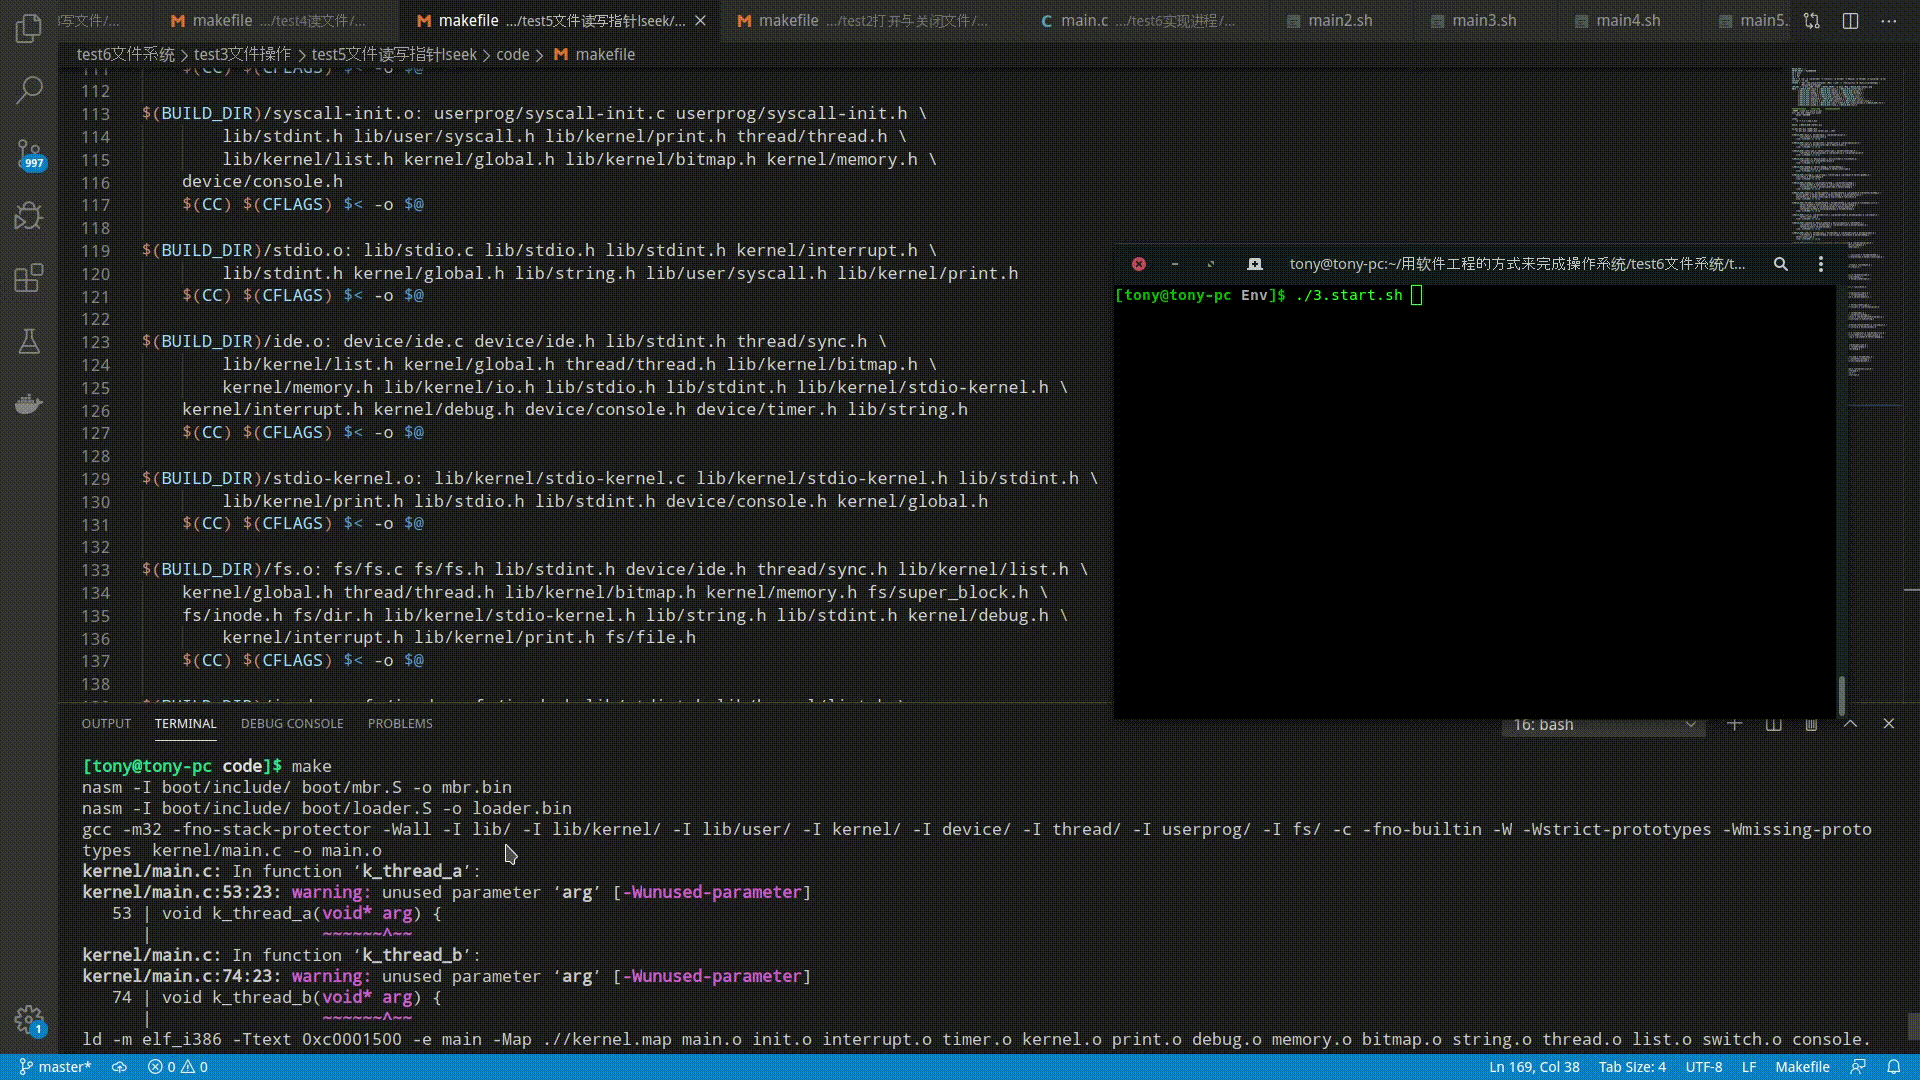 写文件/...
makefile .../test4读文件/...
makefile .../test5文件读写指针lseek/...
makefile .../test2打开与关闭文件/...
main.c .../test6实现进程/...
main2.sh
main3.sh
main4.sh
main5.
test6文件系统 > test3文件操作 > test5文件读写指针lseek > code > makefile
111 $(CC) $(CFLAGS) $< -o $@
112
113 $(BUILD_DIR)/syscall-init.o: userprog/syscall-init.c userprog/syscall-init.h \
114 lib/stdint.h lib/user/syscall.h lib/kernel/print.h thread/thread.h \
115 lib/kernel/list.h kernel/global.h lib/kernel/bitmap.h kernel/memory.h \
116 device/console.h
117 $(CC) $(CFLAGS) $< -o $@
118
119 $(BUILD_DIR)/stdio.o: lib/stdio.c lib/stdio.h lib/stdint.h kernel/interrupt.h \
120 lib/stdint.h kernel/global.h lib/string.h lib/user/syscall.h lib/kernel/print.h
121 $(CC) $(CFLAGS) $< -o $@
122
123 $(BUILD_DIR)/ide.o: device/ide.c device/ide.h lib/stdint.h thread/sync.h \
124 lib/kernel/list.h kernel/global.h thread/thread.h lib/kernel/bitmap.h \
125 kernel/memory.h lib/kernel/io.h lib/stdio.h lib/stdint.h lib/kernel/stdio-kernel.h \
126 kernel/interrupt.h kernel/debug.h device/console.h device/timer.h lib/string.h
127 $(CC) $(CFLAGS) $< -o $@
128
129 $(BUILD_DIR)/stdio-kernel.o: lib/kernel/stdio-kernel.c lib/kernel/stdio-kernel.h lib/stdint.h \
130 lib/kernel/print.h lib/stdio.h lib/stdint.h device/console.h kernel/global.h
131 $(CC) $(CFLAGS) $< -o $@
132
133 $(BUILD_DIR)/fs.o: fs/fs.c fs/fs.h lib/stdint.h device/ide.h thread/sync.h lib/kernel/list.h \
134 kernel/global.h thread/thread.h lib/kernel/bitmap.h kernel/memory.h fs/super_block.h \
135 fs/inode.h fs/dir.h lib/kernel/stdio-kernel.h lib/string.h lib/stdint.h kernel/debug.h \
136 kernel/interrupt.h lib/kernel/print.h fs/file.h
137 $(CC) $(CFLAGS) $< -o $@
138
997
tony@tony-pc:~/用软件工程的方式来完成操作系统/test6文件系统/t...
[tony@tony-pc Env]$ ./3.start.sh
OUTPUT TERMINAL DEBUG CONSOLE PROBLEMS
16: bash
[tony@tony-pc code]$ make
nasm -I boot/include/ boot/mbr.S -o mbr.bin
nasm -I boot/include/ boot/loader.S -o loader.bin
gcc -m32 -fno-stack-protector -Wall -I lib/ -I lib/kernel/ -I lib/user/ -I kernel/ -I device/ -I thread/ -I userprog/ -I fs/ -c -fno-builtin -W -Wstrict-prototypes -Wmissing-proto
types kernel/main.c -o main.o
kernel/main.c: In function ‘k_thread_a’:
kernel/main.c:53:23: warning: unused parameter ‘arg’ [-Wunused-parameter]
53 | void k_thread_a(void* arg) {
| ~~~~~~^~~
kernel/main.c: In function ‘k_thread_b’:
kernel/main.c:74:23: warning: unused parameter ‘arg’ [-Wunused-parameter]
74 | void k_thread_b(void* arg) {
| ~~~~~~^~~
ld -m elf_i386 -Ttext 0xc0001500 -e main -Map .//kernel.map main.o init.o interrupt.o timer.o kernel.o print.o debug.o memory.o bitmap.o string.o thread.o list.o switch.o console.
1
master* 0 0
Ln 169, Col 38 Tab Size: 4 UTF-8 LF Makefile